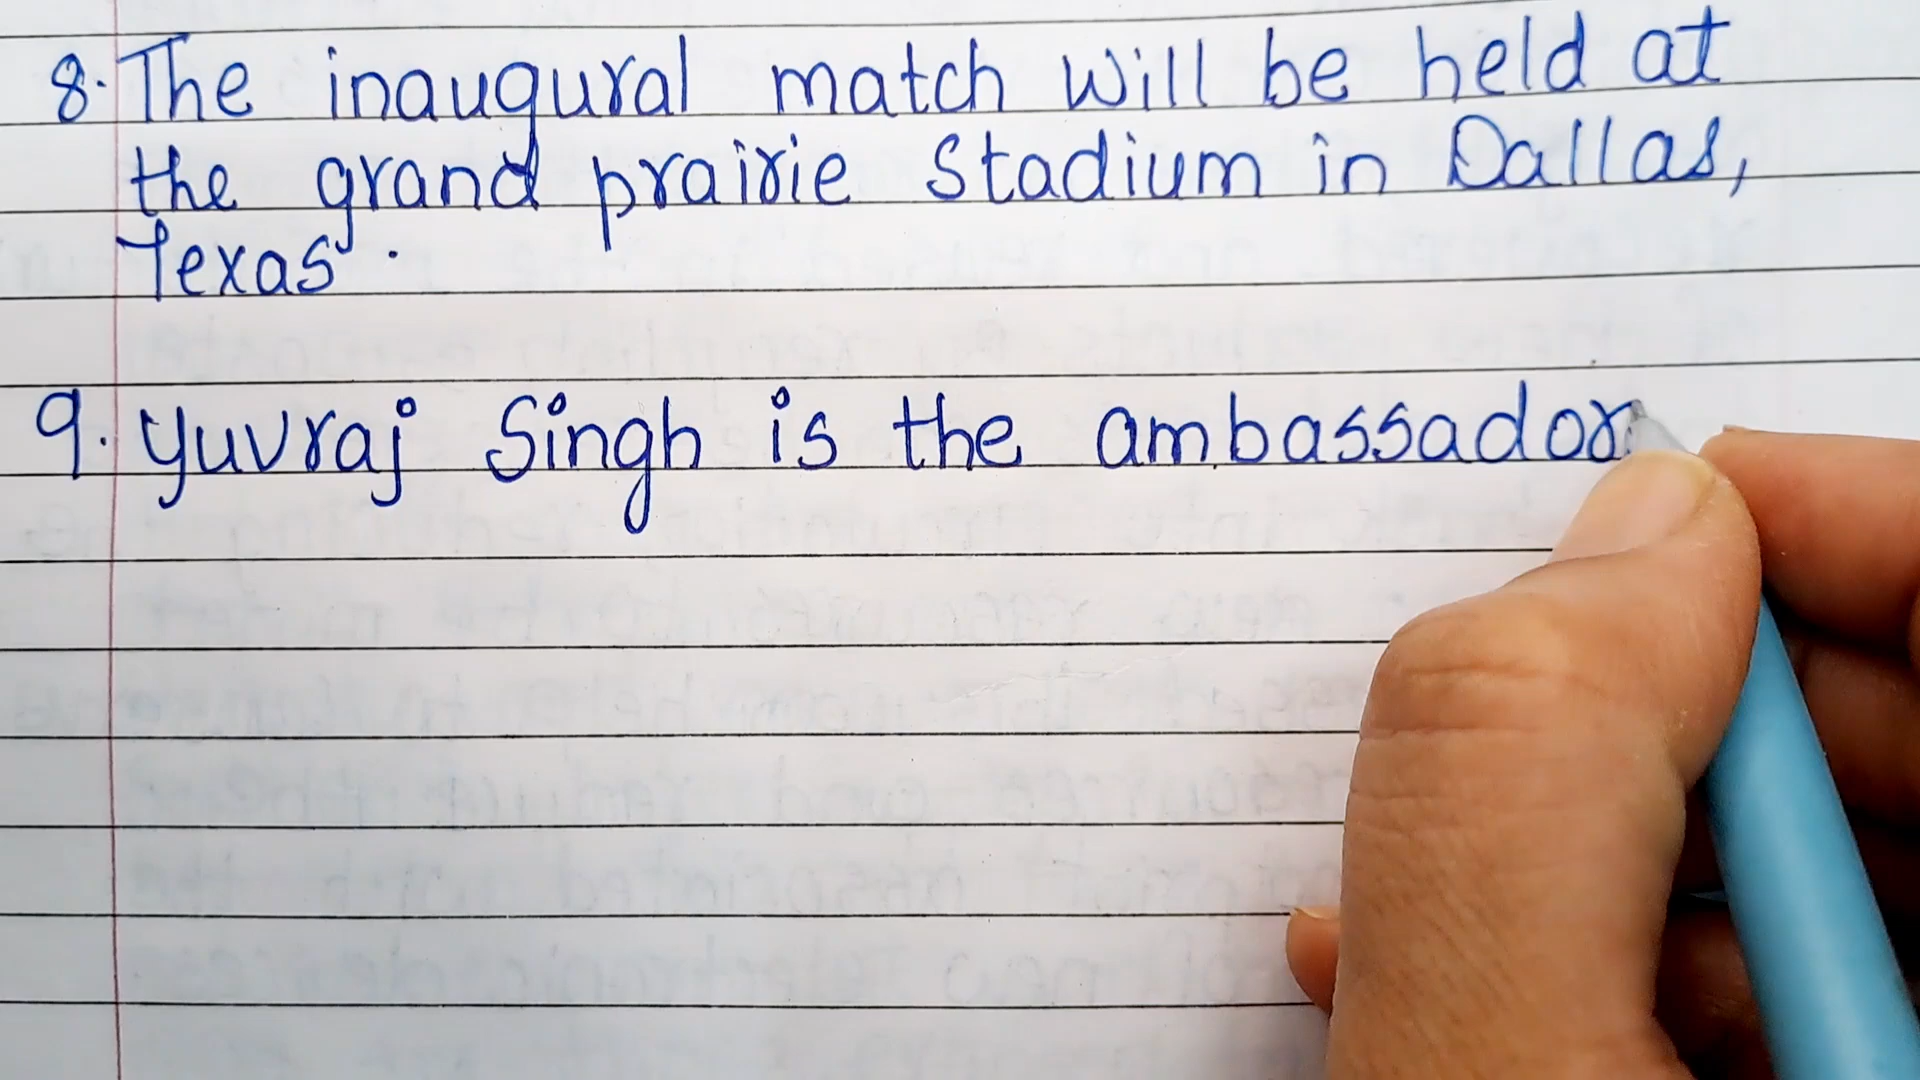 8. The inaugural match will be held at
the grand prairie Stadium in Dallas,
Texas.
9. Yuvraj Singh is the ambassador